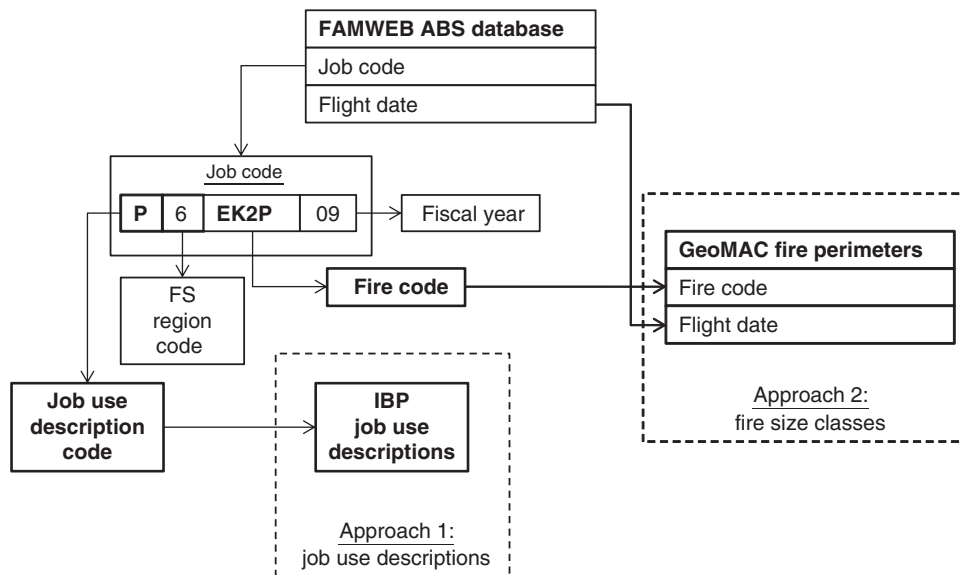 FAMWEB ABS database
Job code
Flight date
Job code
P 6 EK2P 09
Fiscal year
FS
region
code
Fire code
GeoMAC fire perimeters
Fire code
Flight date
Approach 2:
fire size classes
Job use
description
code
IBP
job use
descriptions
Approach 1:
job use descriptions